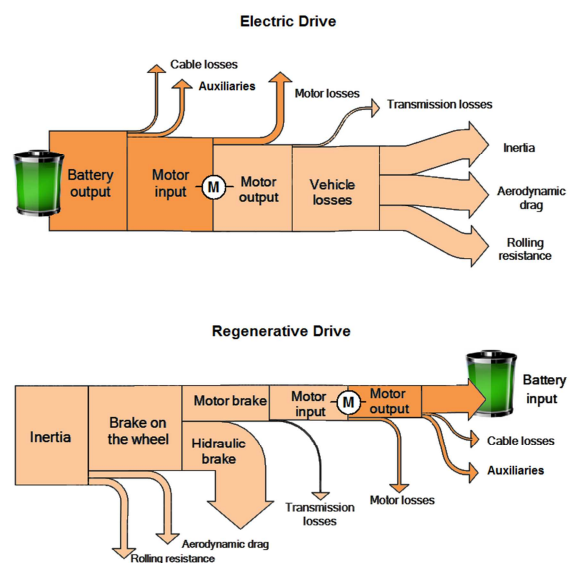 Electric Drive
Cable losses
Auxiliaries
Motor losses
Transmission losses
Battery
output
Motor
input
M
Motor
output
Vehicle
losses
Inertia
Aerodynamic
drag
Rolling
resistance
Regenerative Drive
Inertia
Brake on
the wheel
Motor brake
Hidraulic
brake
Motor
input
M
Motor
output
Battery
input
Cable losses
Auxiliaries
Motor losses
Transmission
losses
Aerodynamic drag
Rolling resistance